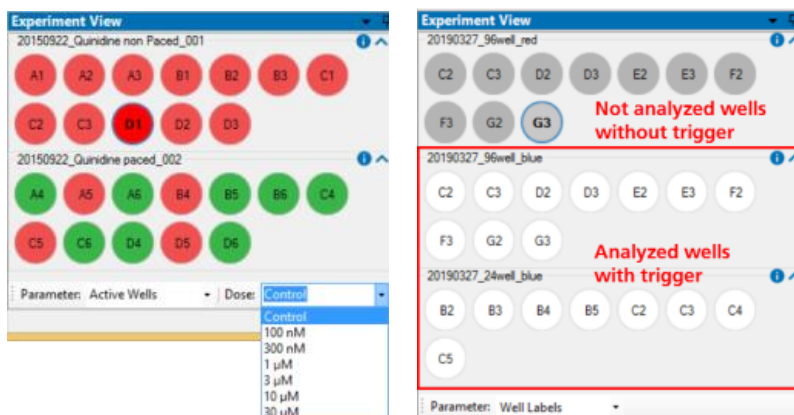 Experiment View
20150922_Quinidine non Paced_001
A1 A2 A3 B1 B2 B3 C1
C2 C3 D1 D2 D3
20150922_Quinidine paced_002
A4 A5 A6 B4 B5 B6 C4
C5 C6 D4 D5 D6
Parameter: Active Wells Dose: Control
Control
100 nM
300 nM
1 µM
3 µM
10 µM
30 µM
Experiment View
20190327_96well_red
C2 C3 D2 D3 E2 E3 F2
F3 G2 G3
Not analyzed wells
without trigger
20190327_96well_blue
C2 C3 D2 D3 E2 E3 F2
F3 G2 G3
Analyzed wells
with trigger
20190327_24well_blue
B2 B3 B4 B5 C2 C3 C4
C5
Parameter: Well Labels